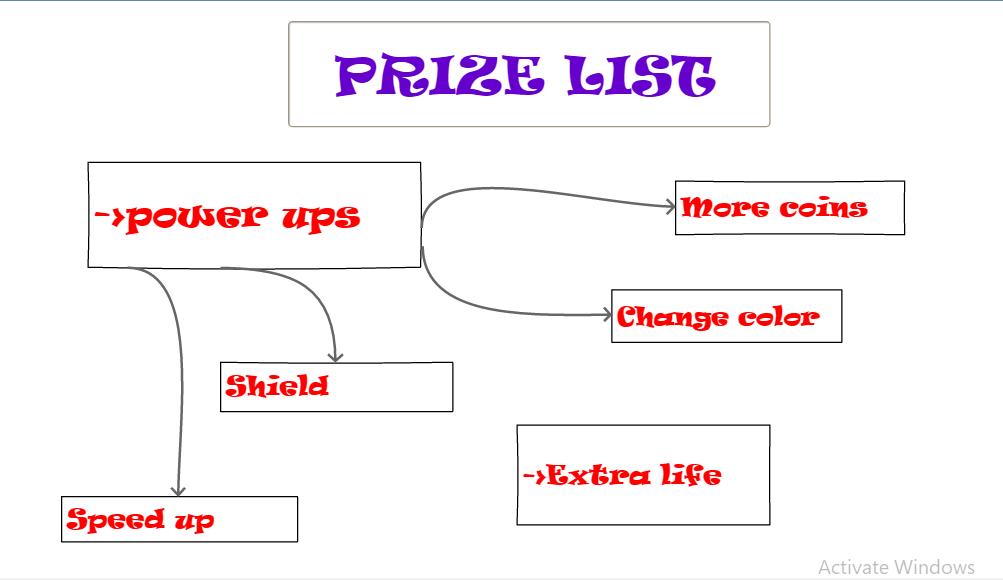 PRIZE LIST
->power ups
More coins
Change color
Shield
->Extra life
Speed up
Activate Windows